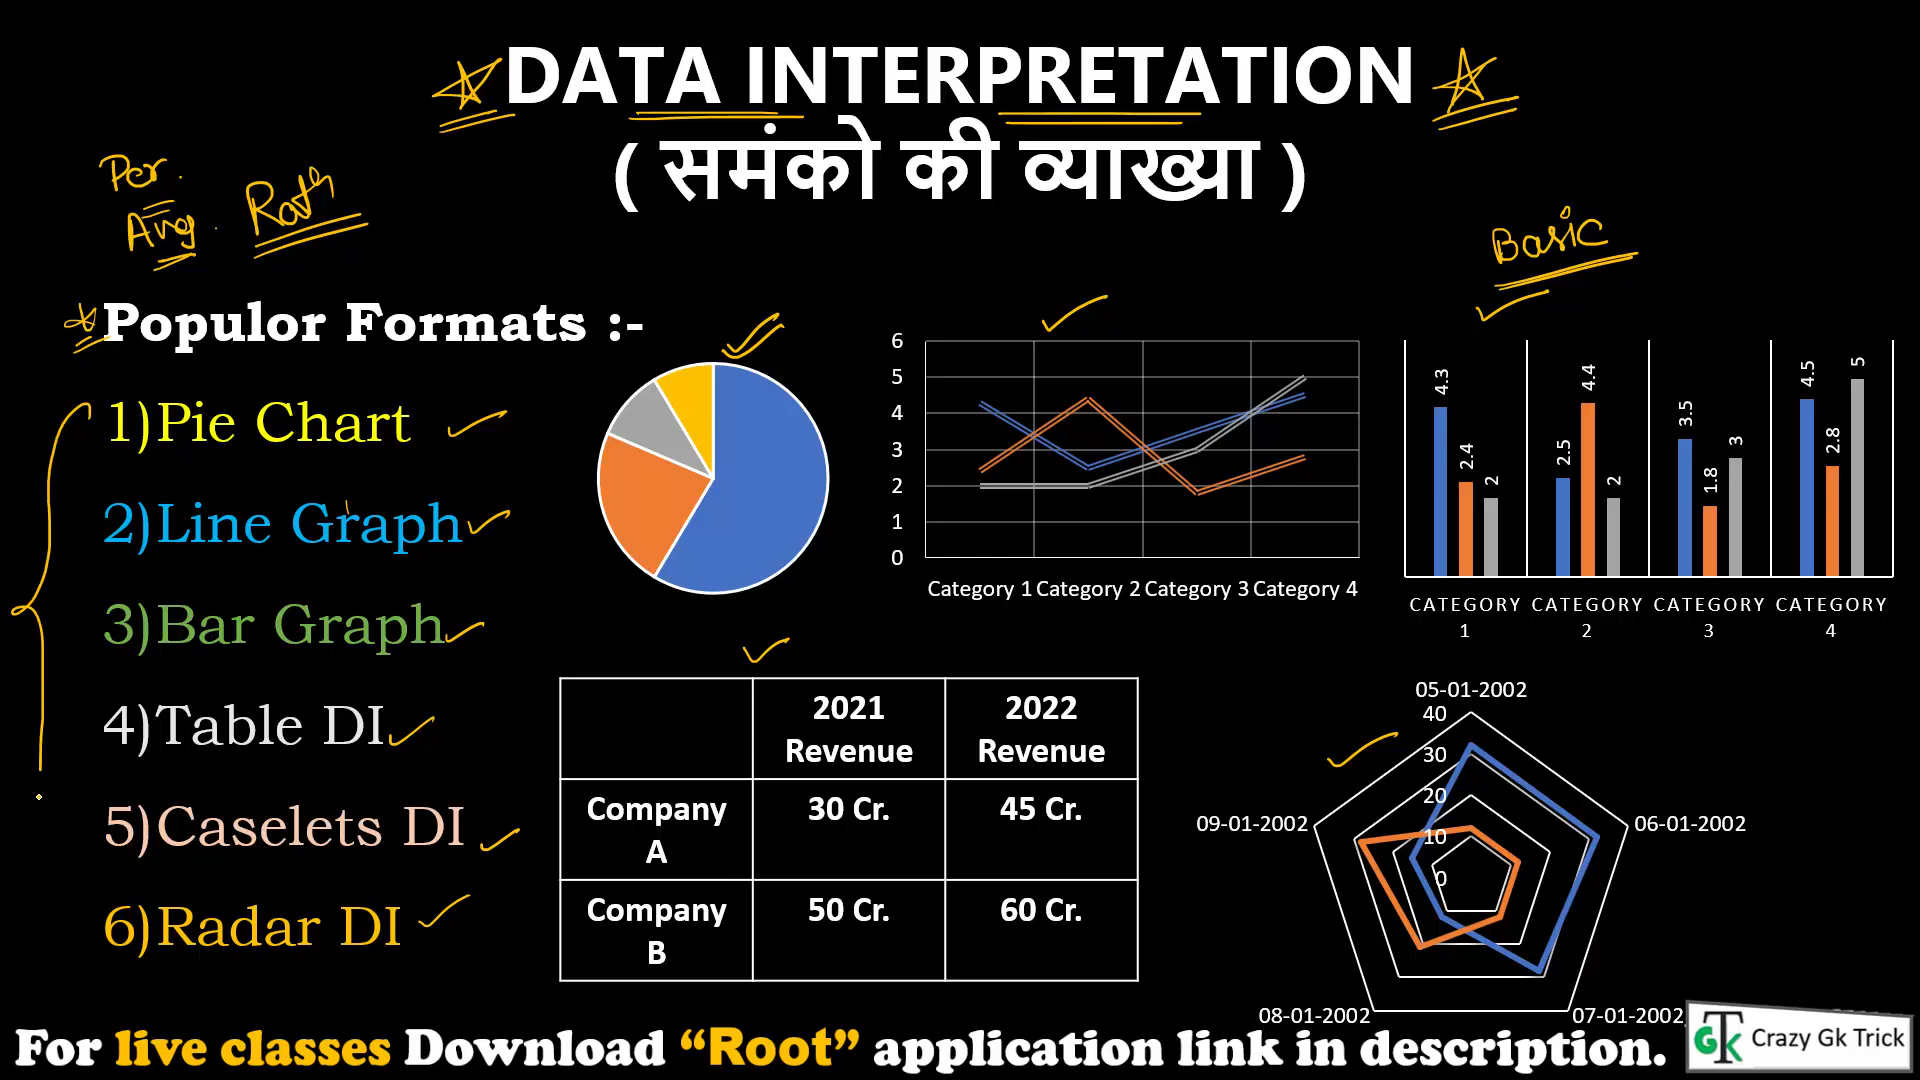 DATA INTERPRETATION
( समंको की व्याख्या )
Per.
Avg.
Basic
Populor Formats :-
1)Pie Chart
2)Line Graph
3)Bar Graph
4)Table DI
5)Caselets DI
6)Radar DI
6
5
4
3
2
1
0
Category 1 Category 2 Category 3 Category 4
4.3 2.4 2 2.5 4.4 2 3.5 1.8 3 4.5 2.8 5
CATEGORY CATEGORY CATEGORY CATEGORY
1 2 3 4
2021 2022
Revenue Revenue
Company 30 Cr. 45 Cr.
A
Company 50 Cr. 60 Cr.
B
05-01-2002
40
30
20
10
0
09-01-2002 06-01-2002
08-01-2002 07-01-2002
For live classes Download “Root” application link in description.
GTK Crazy Gk Trick